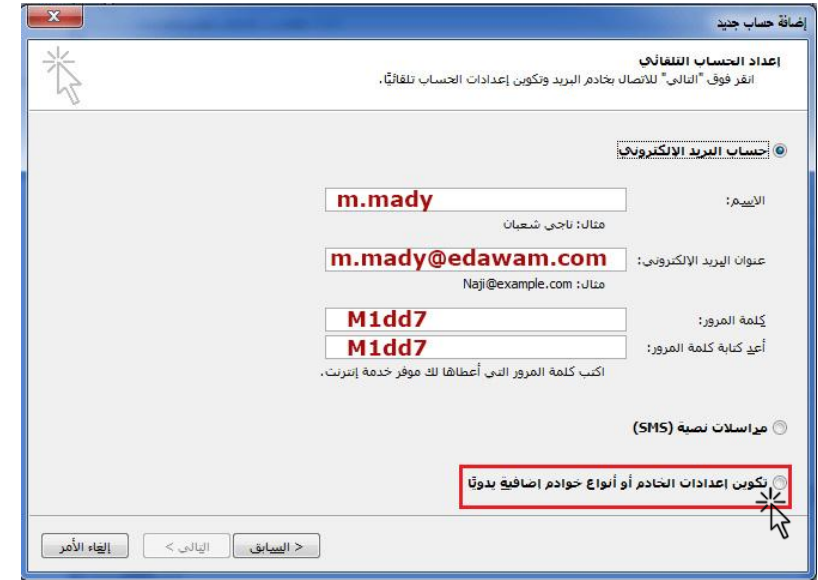 إضافة حساب جديد
إعداد الحساب التلقائي
انقر فوق "التالي" للاتصال بخادم البريد وتكوين إعدادات الحساب تلقائيًا.
حساب البريد الإلكتروني
الاسم: m.mady
مثال: ناجي شعبان
عنوان البريد الإلكتروني: m.mady@edawam.com
مثال: Naji@example.com
كلمة المرور: M1dd7
أعد كتابة كلمة المرور: M1dd7
اكتب كلمة المرور التي أعطاها لك موفر خدمة إنترنت.
مراسلات نصية (SMS)
تكوين إعدادات الخادم أو أنواع خوادم إضافية يدويًا
< السابق التالي > إلغاء الأمر